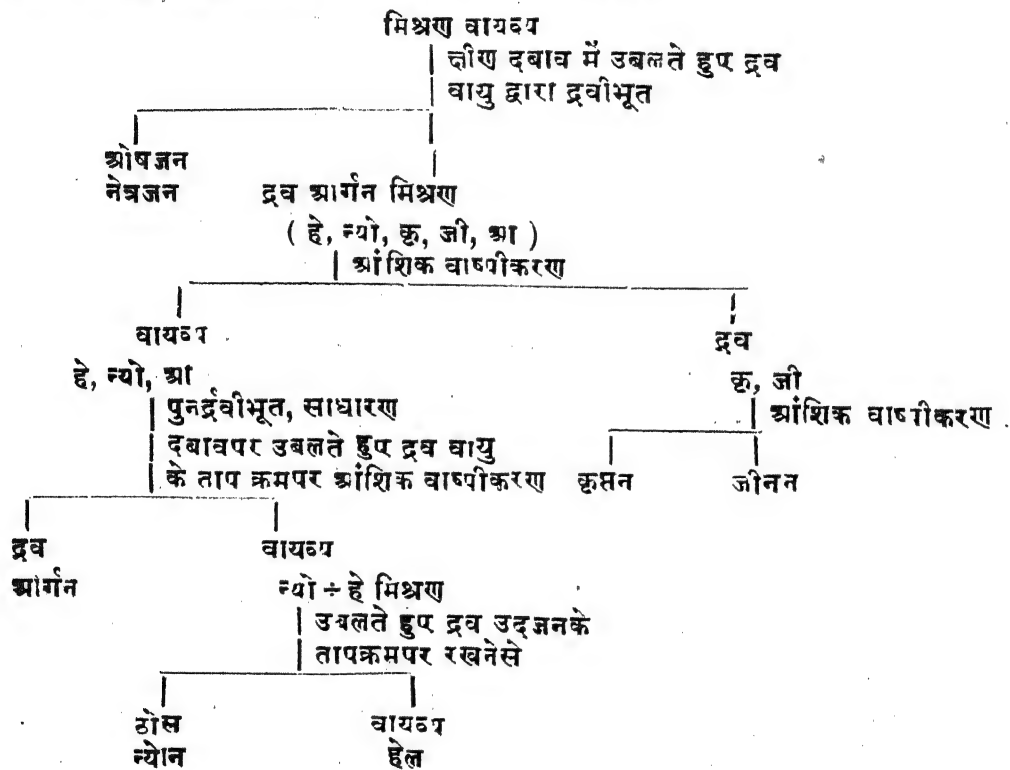 मिश्रण वायव्य
क्षीण दबाव में उबलते हुए द्रव
वायु द्वारा द्रवीभूत
ओषजन
नेत्रजन
द्रव आर्गन मिश्रण
( हे, न्यो, कृ, जी, आ )
आंशिक वाष्पीकरण
वायव्य
द्रव
हे, न्यो, आ
कृ, जी
पुनर्द्रवीभूत, साधारण
आंशिक वाष्पीकरण
दबावपर उबलते हुए द्रव वायु
के ताप क्रमपर आंशिक वाष्पीकरण
कृप्तन
जीनन
द्रव
वायव्य
आर्गन
न्यो ÷ हे मिश्रण
उबलते हुए द्रव उदजनके
तापक्रमपर रखनेसे
ठोस
वायव्य
न्योन
हेल